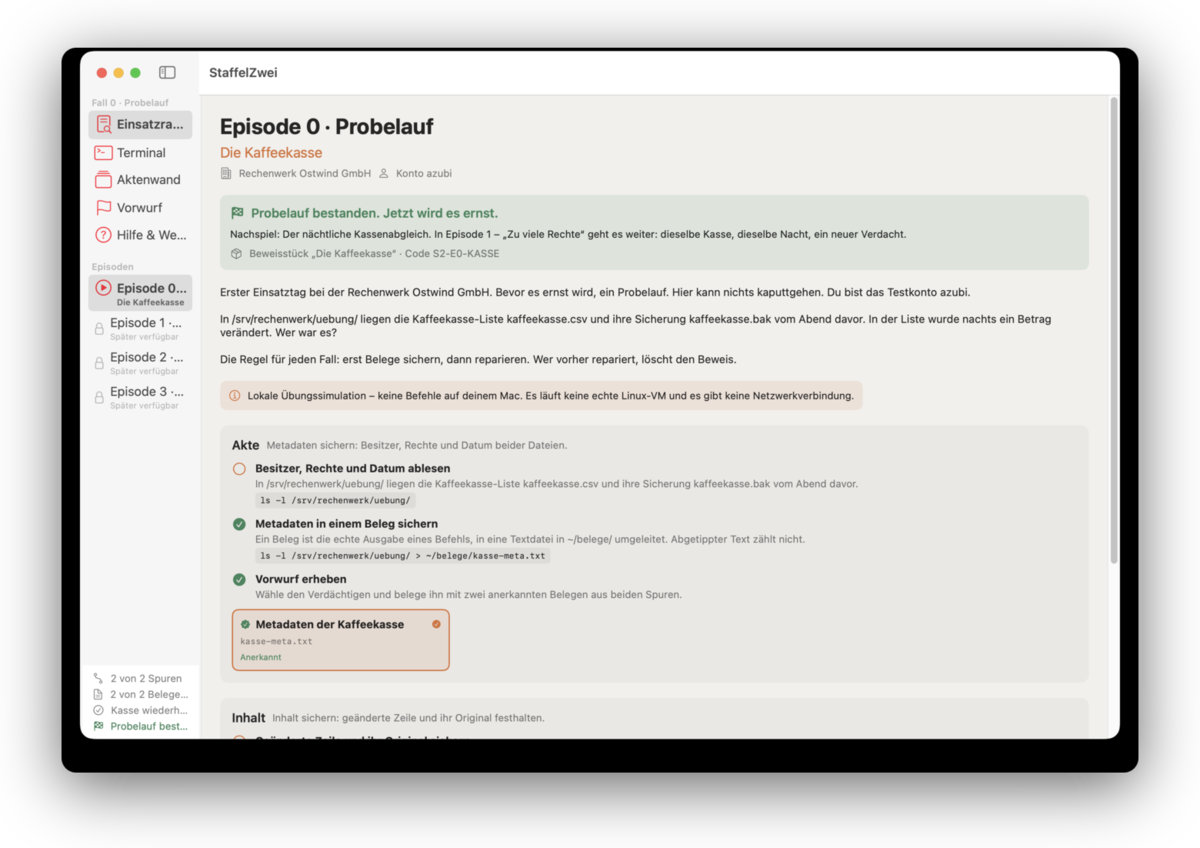 StaffelZwei
Fall 0 · Probelauf
Einsatzra...
Terminal
Aktenwand
Vorwurf
Hilfe & We...
Episoden
Episode 0...
Die Kaffeekasse
Episode 1 ·...
Später verfügbar
Episode 2 ·...
Später verfügbar
Episode 3 ·...
Später verfügbar
2 von 2 Spuren
2 von 2 Belege...
Kasse wiederh...
Probelauf best...
Episode 0 · Probelauf
Die Kaffeekasse
Rechenwerk Ostwind GmbH Konto azubi
Probelauf bestanden. Jetzt wird es ernst.
Nachspiel: Der nächtliche Kassenabgleich. In Episode 1 – „Zu viele Rechte“ geht es weiter: dieselbe Kasse, dieselbe Nacht, ein neuer Verdacht.
Beweisstück „Die Kaffeekasse“ · Code S2-E0-KASSE
Erster Einsatztag bei der Rechenwerk Ostwind GmbH. Bevor es ernst wird, ein Probelauf. Hier kann nichts kaputtgehen. Du bist das Testkonto azubi.
In /srv/rechenwerk/uebung/ liegen die Kaffeekasse-Liste kaffeekasse.csv und ihre Sicherung kaffeekasse.bak vom Abend davor. In der Liste wurde nachts ein Betrag
verändert. Wer war es?
Die Regel für jeden Fall: erst Belege sichern, dann reparieren. Wer vorher repariert, löscht den Beweis.
Lokale Übungssimulation – keine Befehle auf deinem Mac. Es läuft keine echte Linux-VM und es gibt keine Netzwerkverbindung.
Akte Metadaten sichern: Besitzer, Rechte und Datum beider Dateien.
Besitzer, Rechte und Datum ablesen
In /srv/rechenwerk/uebung/ liegen die Kaffeekasse-Liste kaffeekasse.csv und ihre Sicherung kaffeekasse.bak vom Abend davor.
ls -l /srv/rechenwerk/uebung/
Metadaten in einem Beleg sichern
Ein Beleg ist die echte Ausgabe eines Befehls, in eine Textdatei in ~/belege/ umgeleitet. Abgetippter Text zählt nicht.
ls -l /srv/rechenwerk/uebung/ > ~/belege/kasse-meta.txt
Vorwurf erheben
Wähle den Verdächtigen und belege ihn mit zwei anerkannten Belegen aus beiden Spuren.
Metadaten der Kaffeekasse
kasse-meta.txt
Anerkannt
Inhalt Inhalt sichern: geänderte Zeile und ihr Original festhalten.